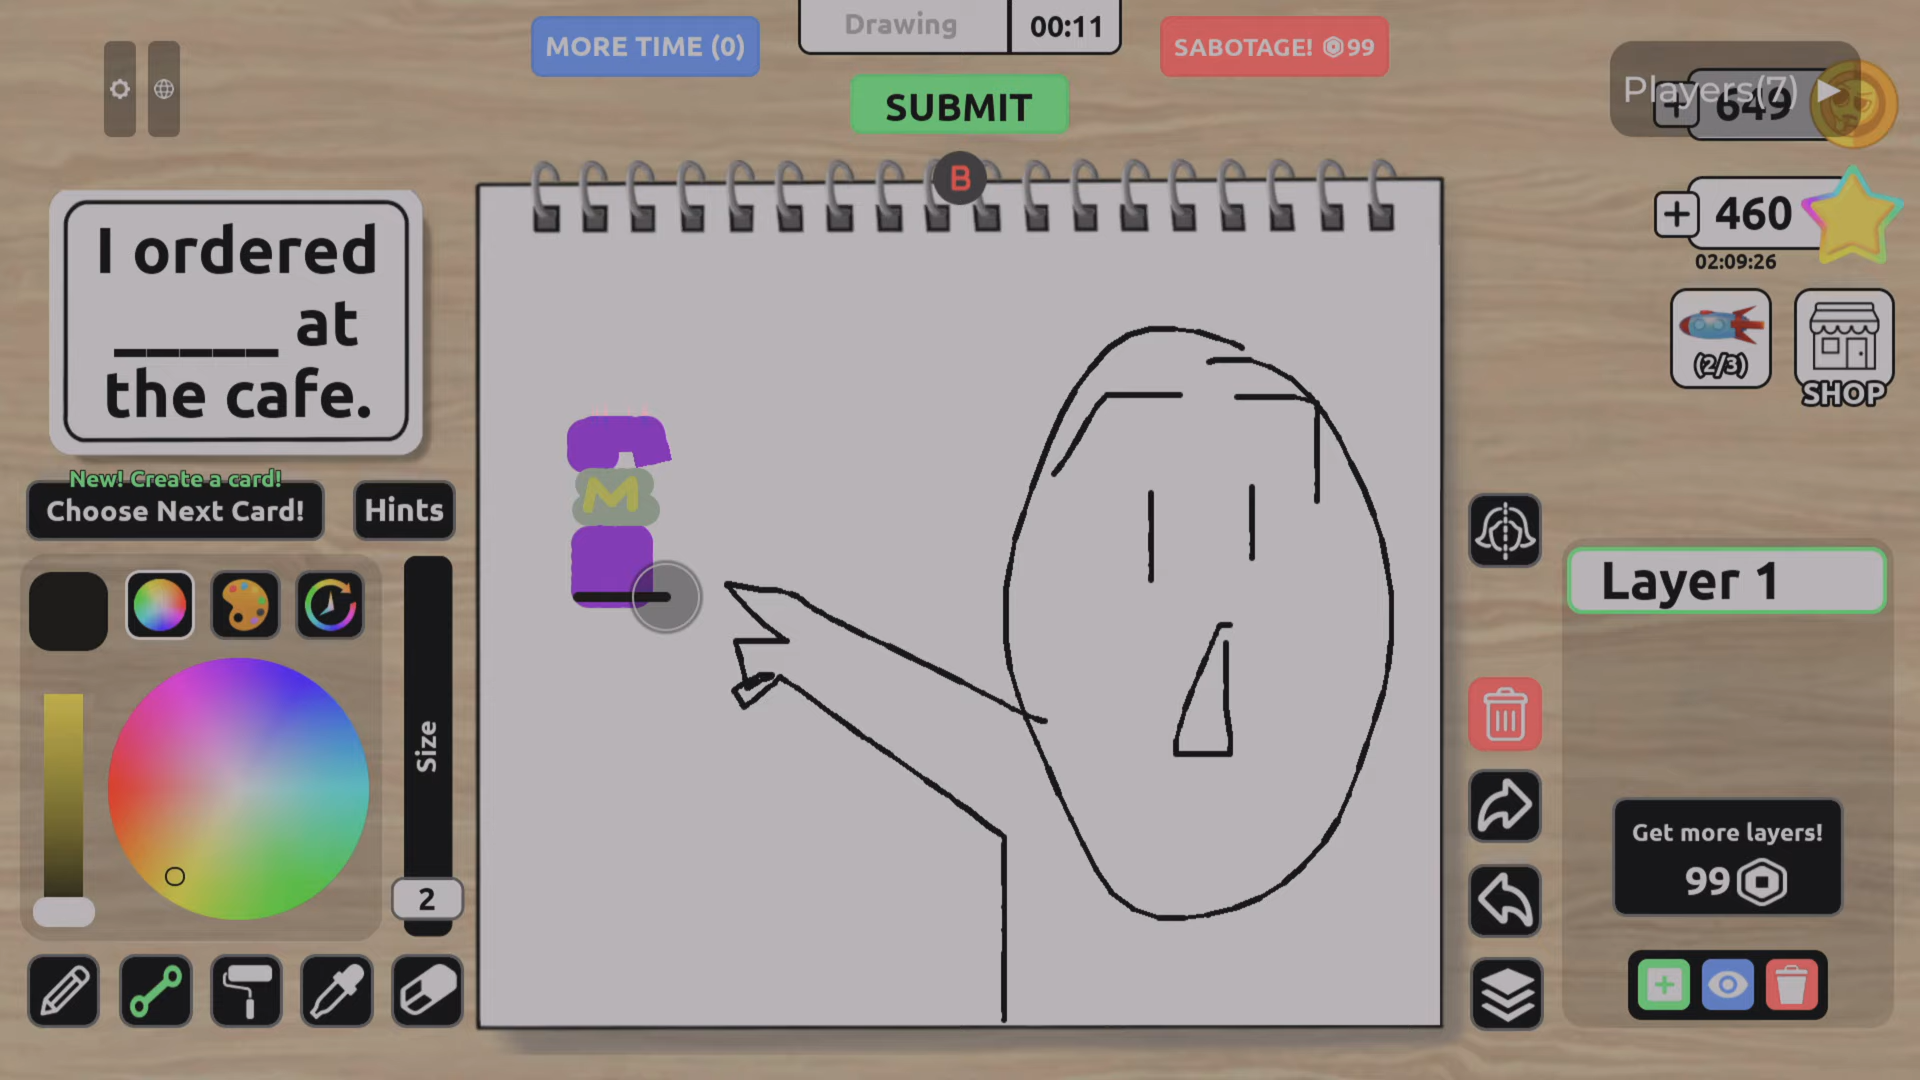 Drawing
00:11
MORE TIME (0)
SABOTAGE! 99
SUBMIT
Players(7)
649
B
I ordered
______ at
the cafe.
460
02:09:26
(2/3)
SHOP
New! Create a card!
Choose Next Card!
Hints
M
Layer 1
Size
2
Get more layers!
99